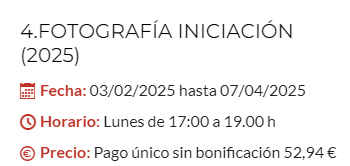 4.FOTOGRAFÍA INICIACIÓN
(2025)
Fecha: 03/02/2025 hasta 07/04/2025
Horario: Lunes de 17:00 a 19.00 h
Precio: Pago único sin bonificación 52,94 €